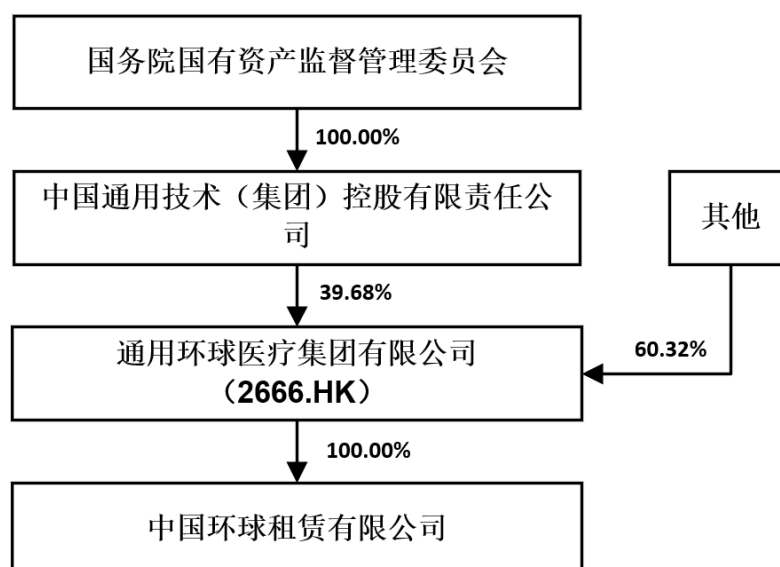 国务院国有资产监督管理委员会
100.00%
中国通用技术（集团）控股有限责任公
司
其他
39.68%
60.32%
通用环球医疗集团有限公司
（2666.HK）
100.00%
中国环球租赁有限公司